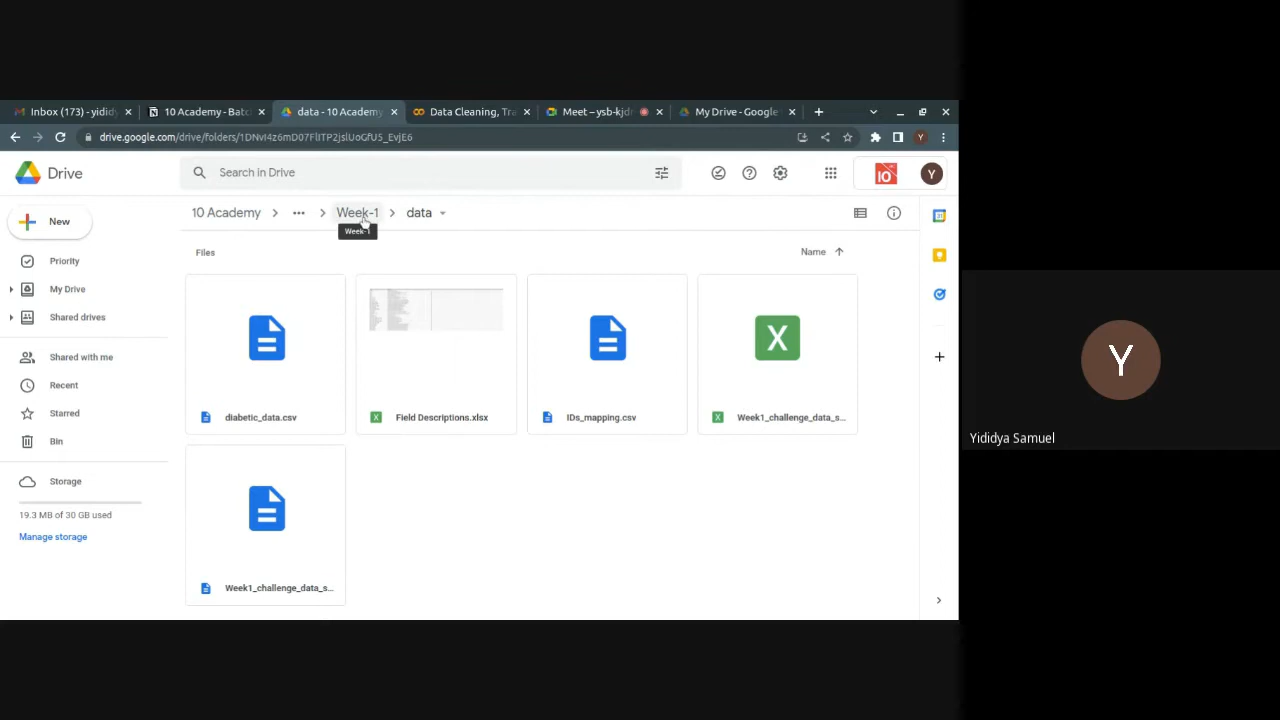 Inbox (173) - yididy
10 Academy - Batc
data - 10 Academy
Data Cleaning, Tra
Meet – ysb-kjdr
My Drive - Google
drive.google.com/drive/folders/
Drive
Search in Drive
10
Y
New
10 Academy > ... > Week-1 > data
Week-1
Priority
My Drive
Shared drives
Shared with me
Recent
Starred
Bin
Storage
19.3 MB of 30 GB used
Manage storage
Files
Name
diabetic_data.csv
Field Descriptions.xlsx
IDs_mapping.csv
X
Week1_challenge_data_s...
Week1_challenge_data_s...
Y
Yididya Samuel